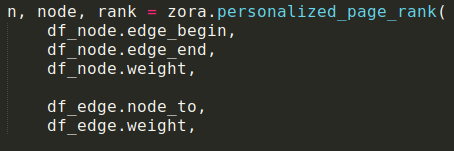 n, node, rank = zora.personalized_page_rank(
df_node.edge_begin,
df_node.edge_end,
df_node.weight,
df_edge.node_to,
df_edge.weight,